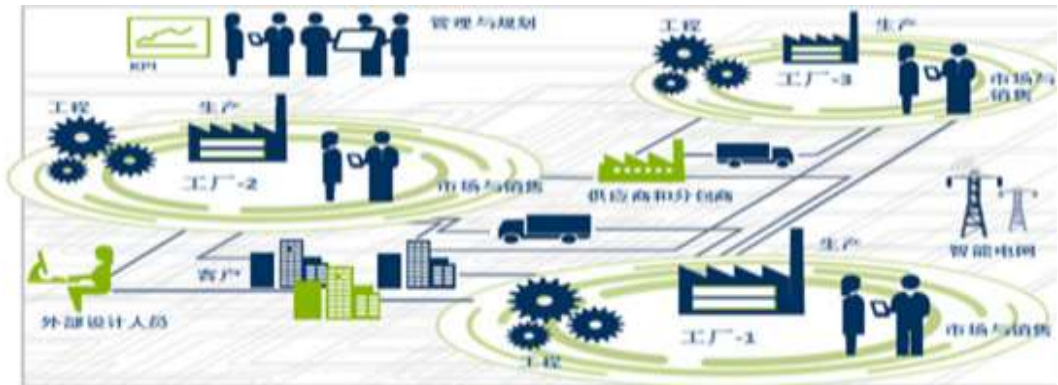 管理与规划
KPI
工程
生产
工厂-3
市场与
销售
工程
生产
工厂-2
市场与销售
供应商和分包商
智能电网
客户
外部设计人员
生产
工厂-1
市场与销售
工程